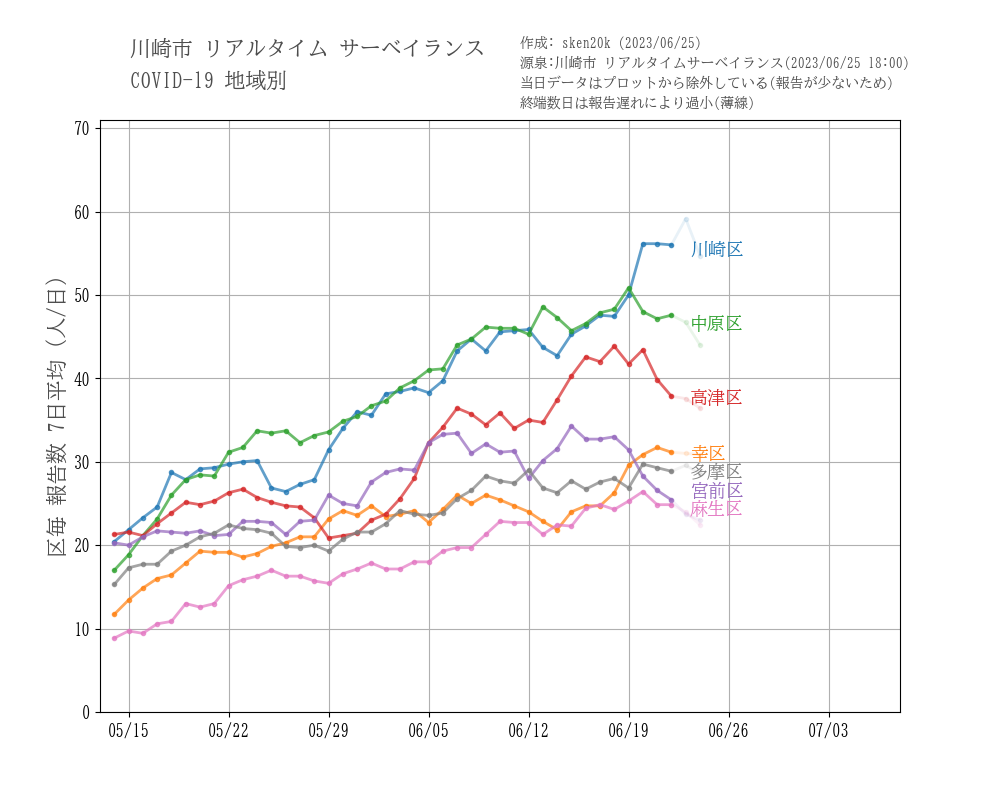 川崎市 リアルタイム サーベイランス
COVID-19 地域別
作成: sken20k (2023/06/25)
源泉:川崎市 リアルタイムサーベイランス(2023/06/25 18:00)
当日データはプロットから除外している(報告が少ないため)
終端数日は報告遅れにより過小(薄線)
区毎 報告数 7日平均 (人/日)
70
60
50
40
30
20
10
0
川崎区
中原区
高津区
幸区
多摩区
宮前区
麻生区
05/15 05/22 05/29 06/05 06/12 06/19 06/26 07/03